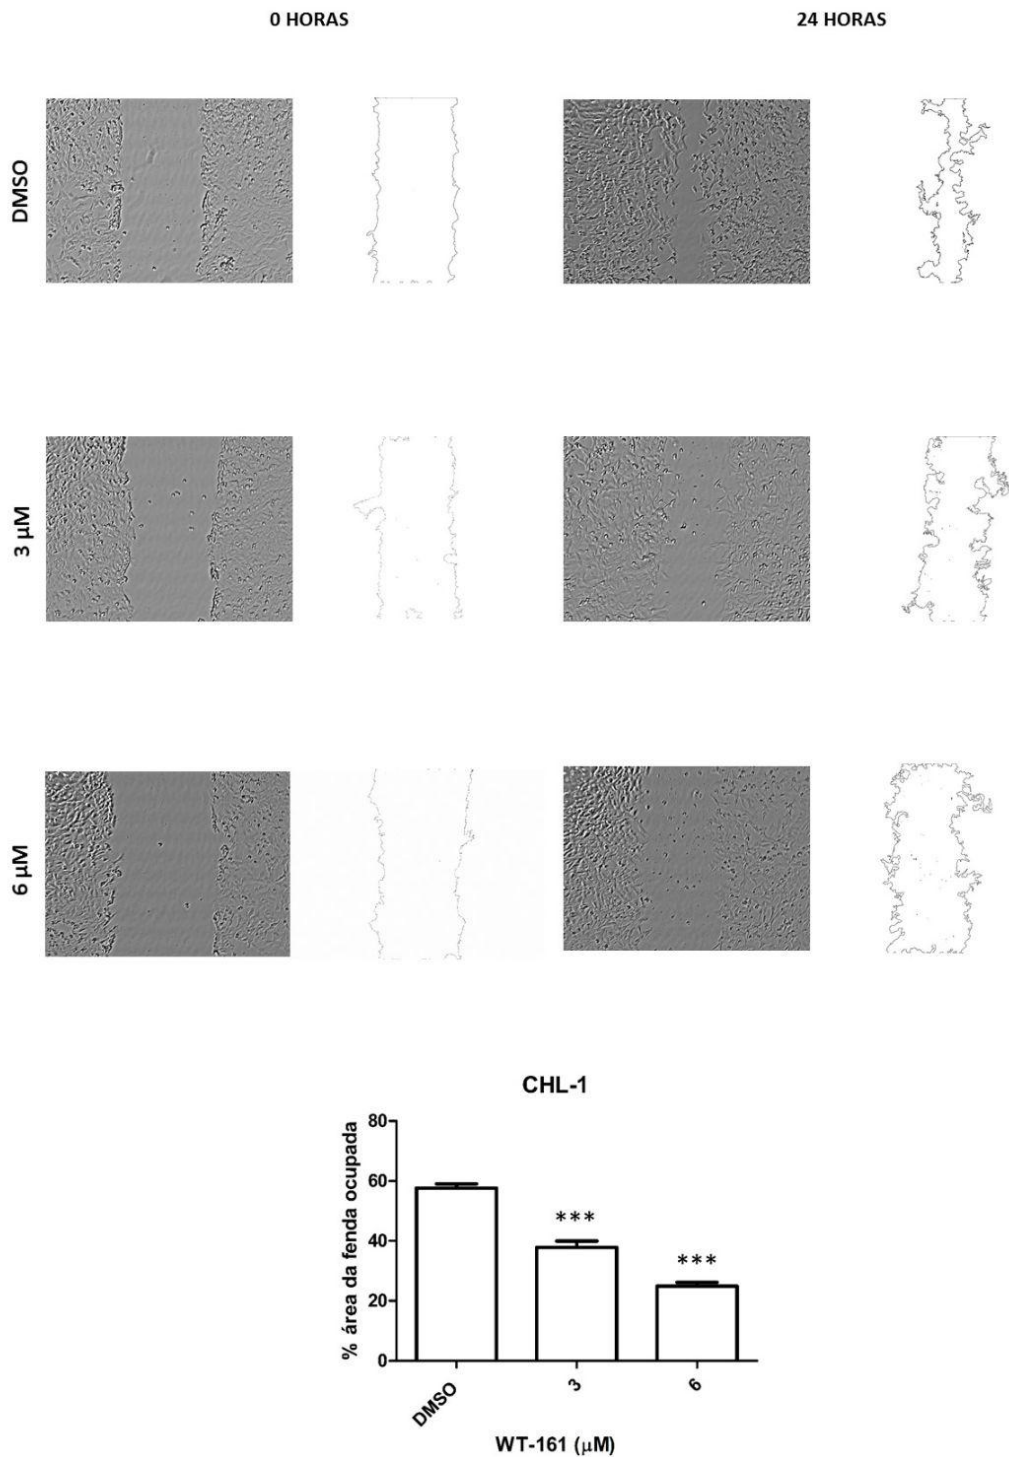 0 HORAS
24 HORAS
DMSO
3 µM
6 µM
CHL-1
% área da fenda ocupada
80
60
40
20
0
***
***
DMSO
3
6
WT-161 (µM)